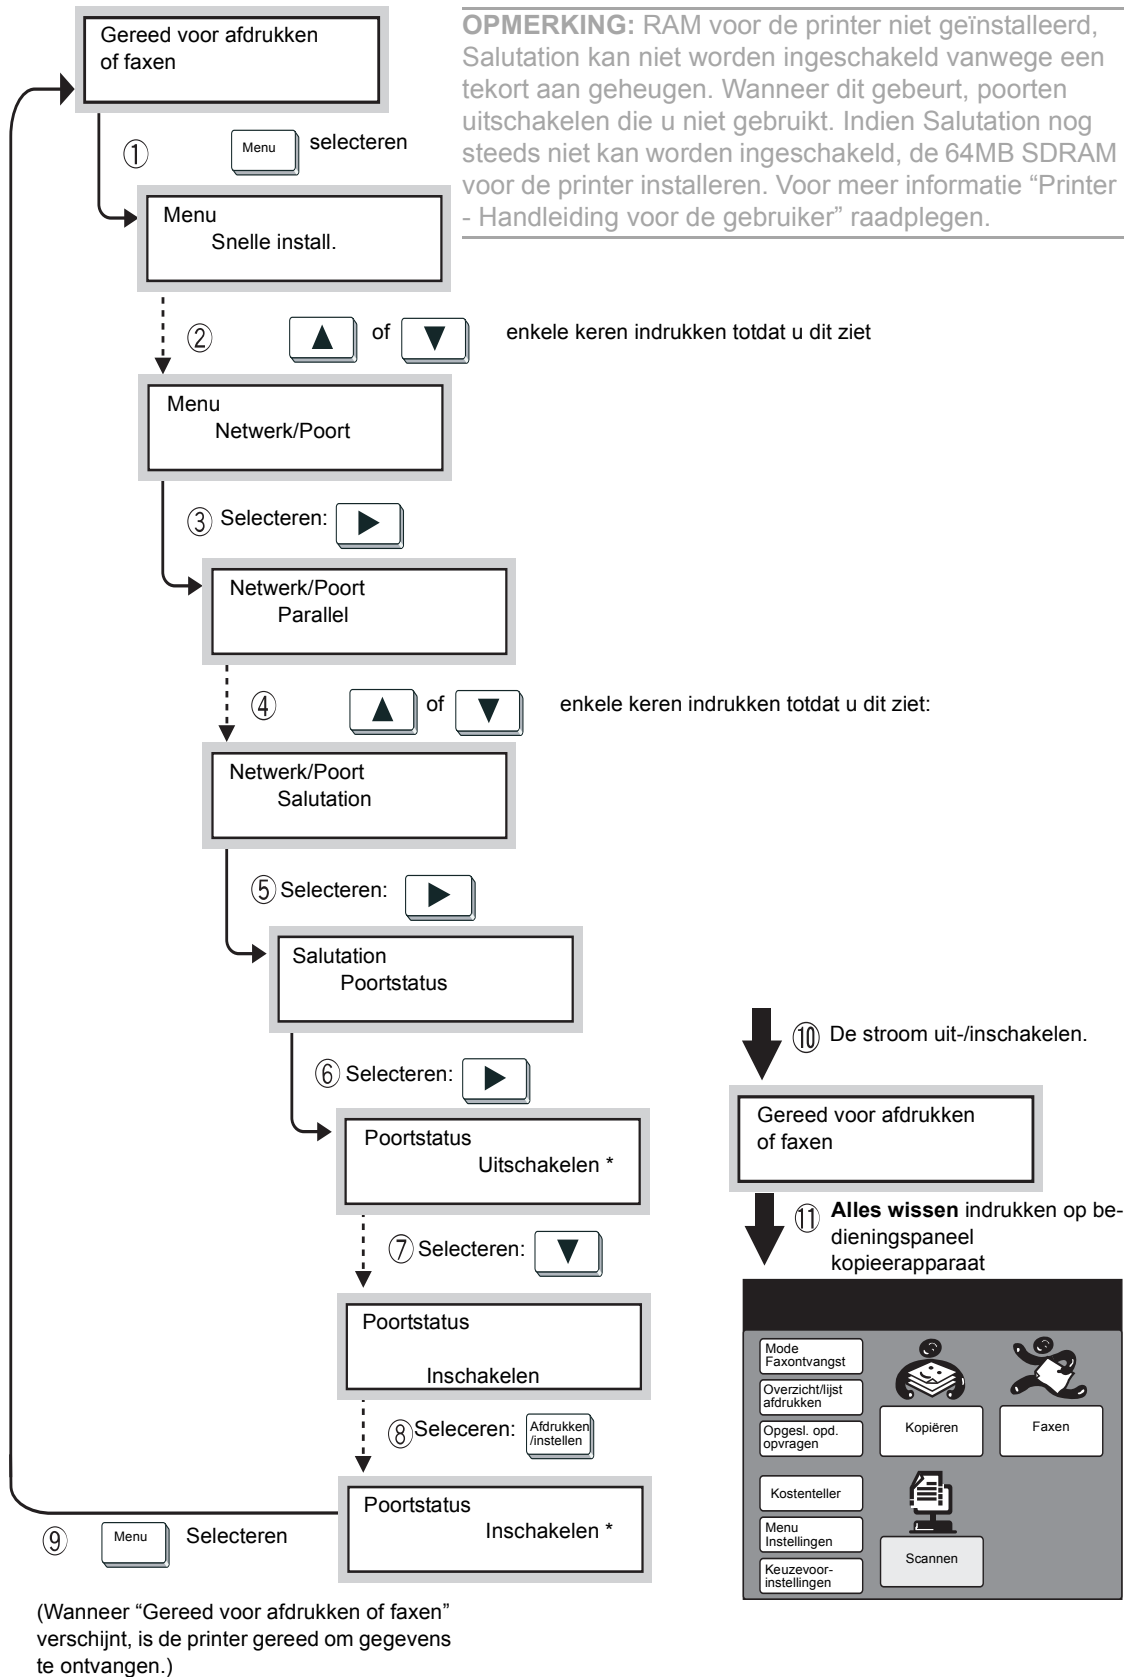 Gereed voor afdrukken
of faxen
OPMERKING: RAM voor de printer niet geïnstalleerd,
Salutation kan niet worden ingeschakeld vanwege een
tekort aan geheugen. Wanneer dit gebeurt, poorten
uitschakelen die u niet gebruikt. Indien Salutation nog
steeds niet kan worden ingeschakeld, de 64MB SDRAM
voor de printer installeren. Voor meer informatie “Printer
- Handleiding voor de gebruiker” raadplegen.
① Menu selecteren
Menu
Snelle install.
② of enkele keren indrukken totdat u dit ziet
Menu
Netwerk/Poort
③ Selecteren:
Netwerk/Poort
Parallel
④ of enkele keren indrukken totdat u dit ziet:
Netwerk/Poort
Salutation
⑤ Selecteren:
Salutation
Poortstatus
⑥ Selecteren:
Poortstatus
Uitschakelen *
⑦ Selecteren:
Poortstatus
Inschakelen
⑧ Seleceren: Afdrukken
/instellen
Poortstatus
Inschakelen *
⑨ Menu Selecteren
(Wanneer “Gereed voor afdrukken of faxen”
verschijnt, is de printer gereed om gegevens
te ontvangen.)
⑩ De stroom uit-/inschakelen.
Gereed voor afdrukken
of faxen
⑪ Alles wissen indrukken op be-
dieningspaneel
kopieerapparaat
Mode
Faxontvangst
Overzicht/lijst
afdrukken
Opgesl. opd.
opvragen
Kopiëren
Faxen
Kostenteller
Menu
Instellingen
Keuzevoor-
instellingen
Scannen